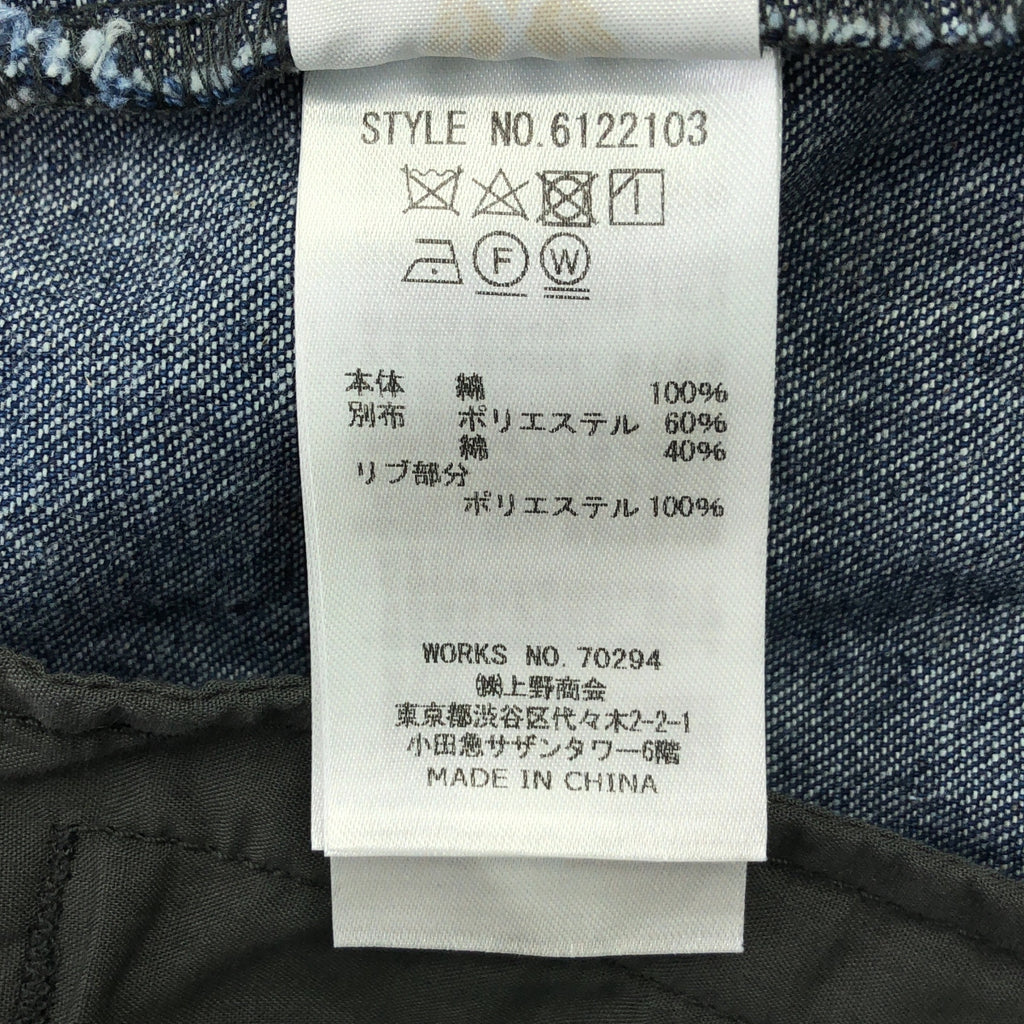 STYLE NO.6122103
F W
本体 綿 100%
別布 ポリエステル 60%
綿 40%
リブ部分
ポリエステル 100%
WORKS NO. 70294
㈱上野商会
東京都渋谷区代々木2-2-1
小田急サザンタワー6階
MADE IN CHINA